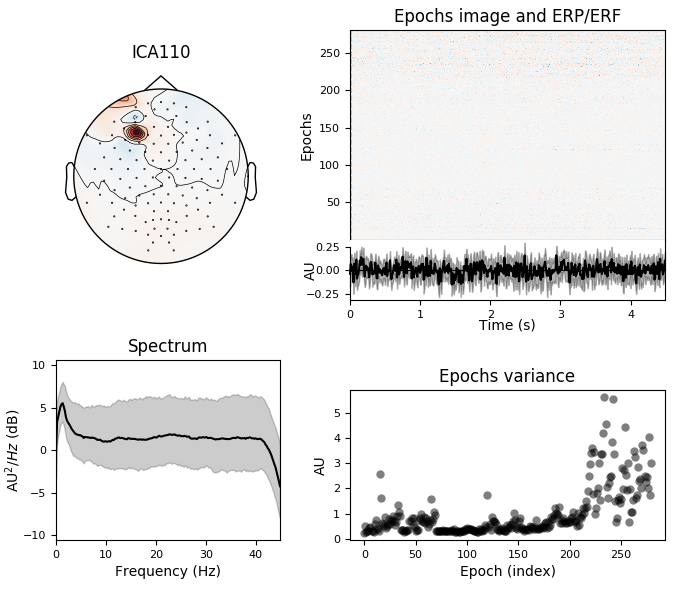 ICA110
Epochs image and ERP/ERF
Epochs
250
200
150
100
50
AU
0.25
0.00
−0.25
0 1 2 3 4
Time (s)
Spectrum
AU²/Hz (dB)
10
5
0
−5
−10
0 10 20 30 40
Frequency (Hz)
Epochs variance
AU
5
4
3
2
1
0
0 50 100 150 200 250
Epoch (index)